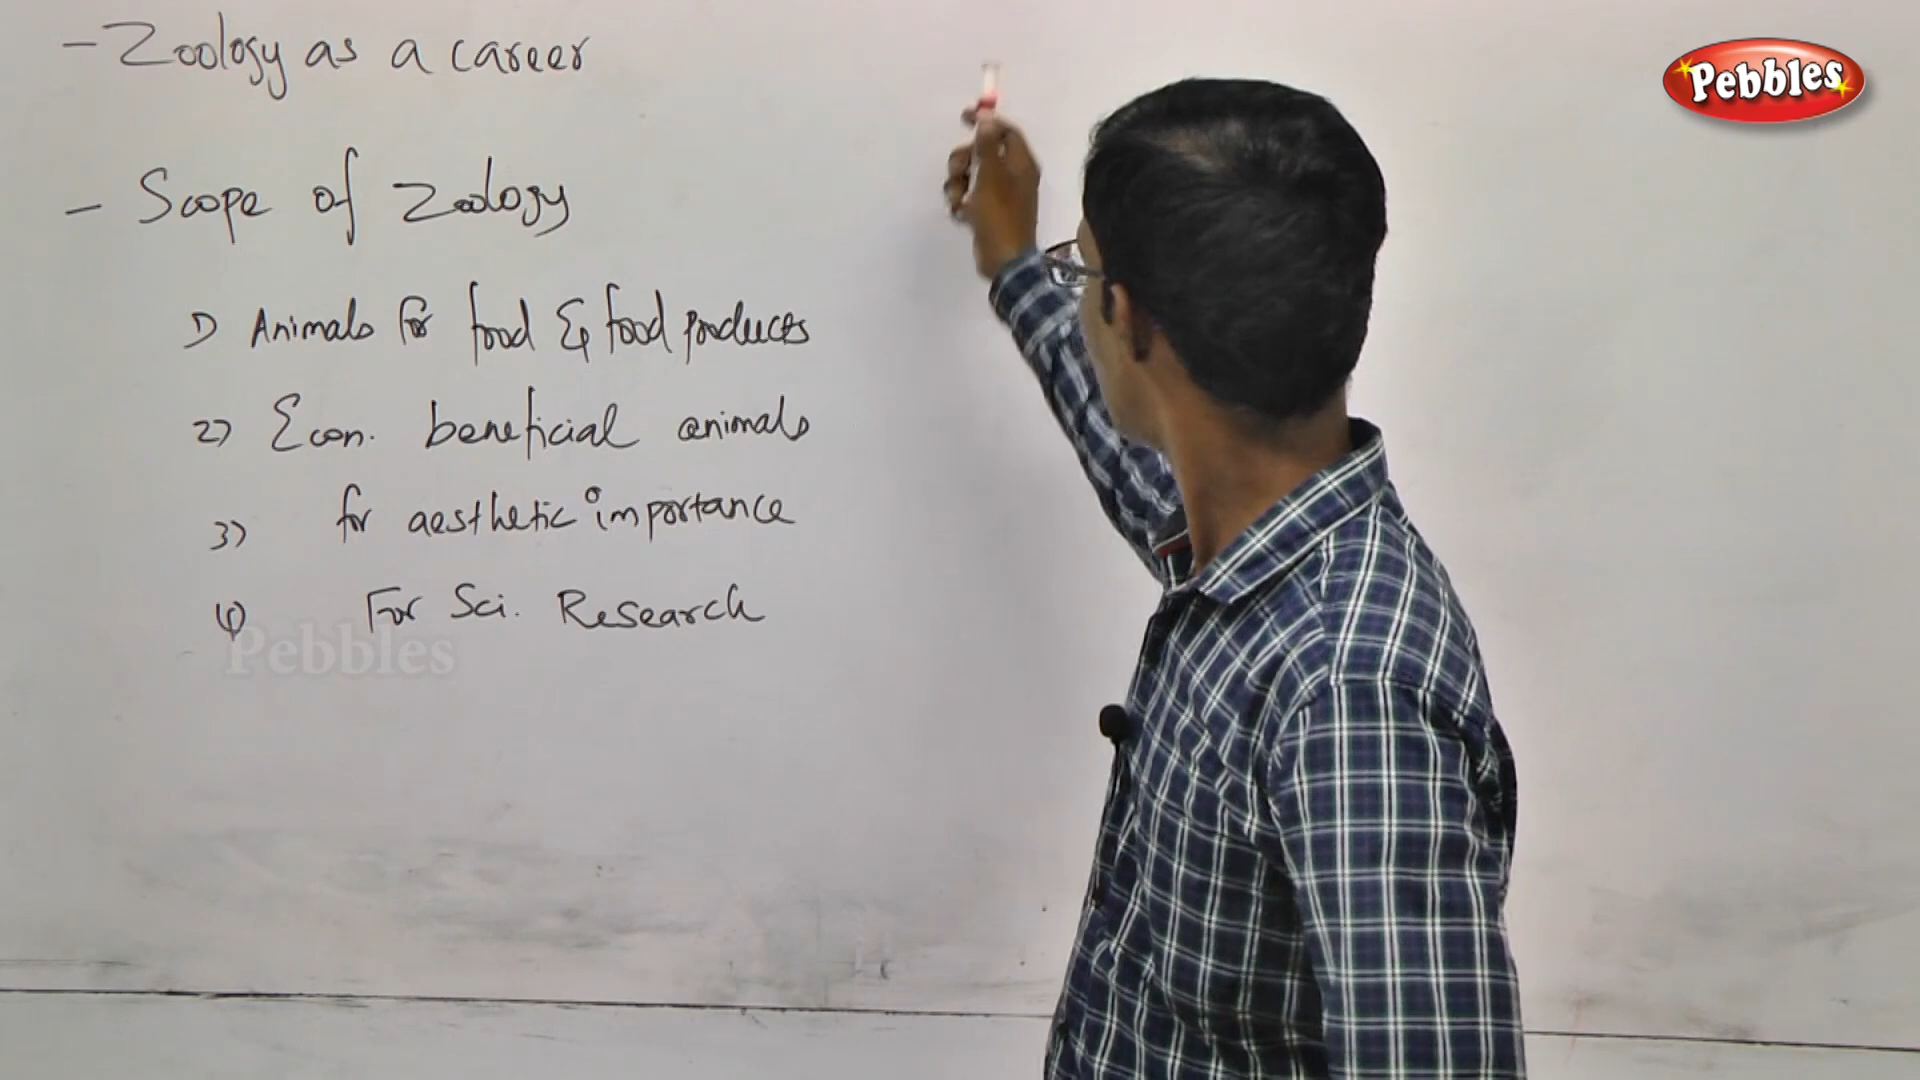 - Zoology as a career
- Scope of Zoology
1) Animals for food & food products
2) Econ. beneficial animals
3) for aesthetic importance
4) For Sci. Research
Pebbles
Pebbles